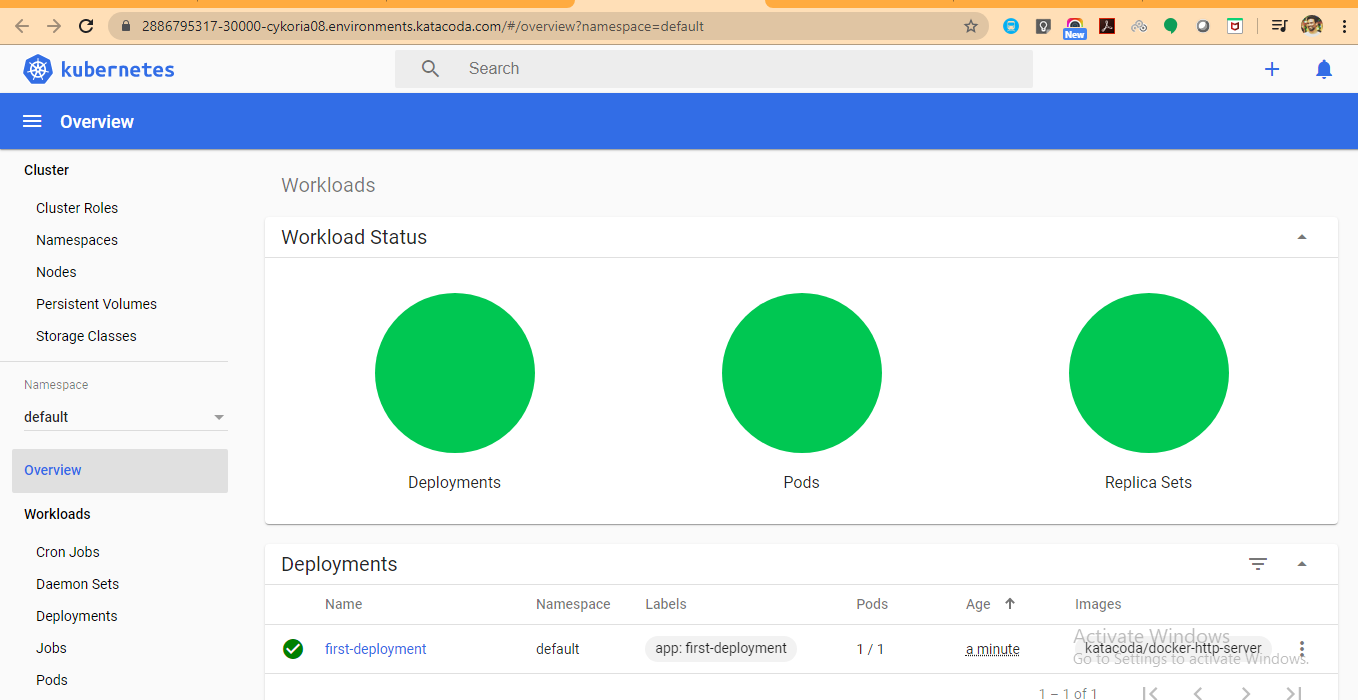 2886795317-30000-cykoria08.environments.katacoda.com/#/overview?namespace=default
New
kubernetes
Search
Overview
Cluster
Cluster Roles
Namespaces
Nodes
Persistent Volumes
Storage Classes
Namespace
default
Overview
Workloads
Cron Jobs
Daemon Sets
Deployments
Jobs
Pods
Workloads
Workload Status
Deployments Pods Replica Sets
Deployments
Name Namespace Labels Pods Age Images
first-deployment default app: first-deployment 1 / 1 a minute katacoda/docker-http-server
1 – 1 of 1
Activate Windows
Go to Settings to activate Windows.